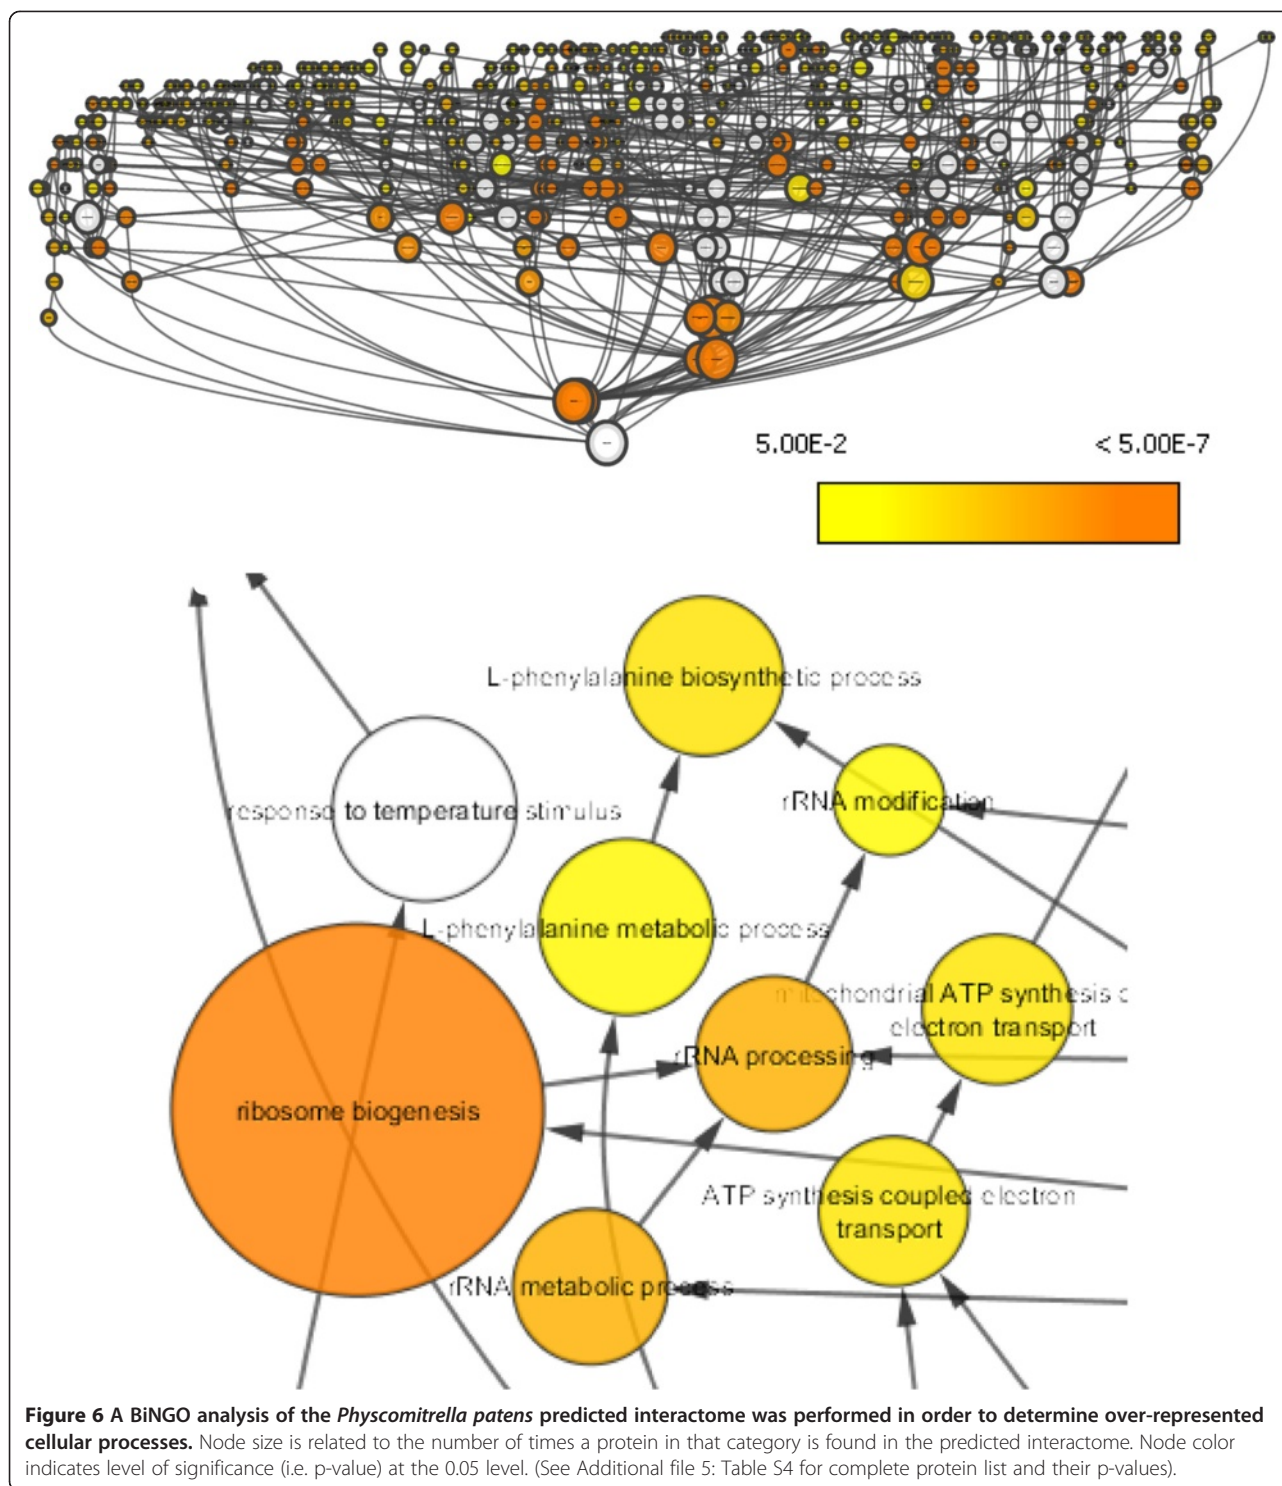 5.00E-2
< 5.00E-7
L-phenylalanine biosynthetic process
rRNA modification
response to temperature stimulus
L-phenylalanine metabolic process
mitochondrial ATP synthesis c
electron transport
rRNA processing
ribosome biogenesis
ATP synthesis coupled electron
transport
rRNA metabolic process
Figure 6 A BiNGO analysis of the Physcomitrella patens predicted interactome was performed in order to determine over-represented
cellular processes. Node size is related to the number of times a protein in that category is found in the predicted interactome. Node color
indicates level of significance (i.e. p-value) at the 0.05 level. (See Additional file 5: Table S4 for complete protein list and their p-values).